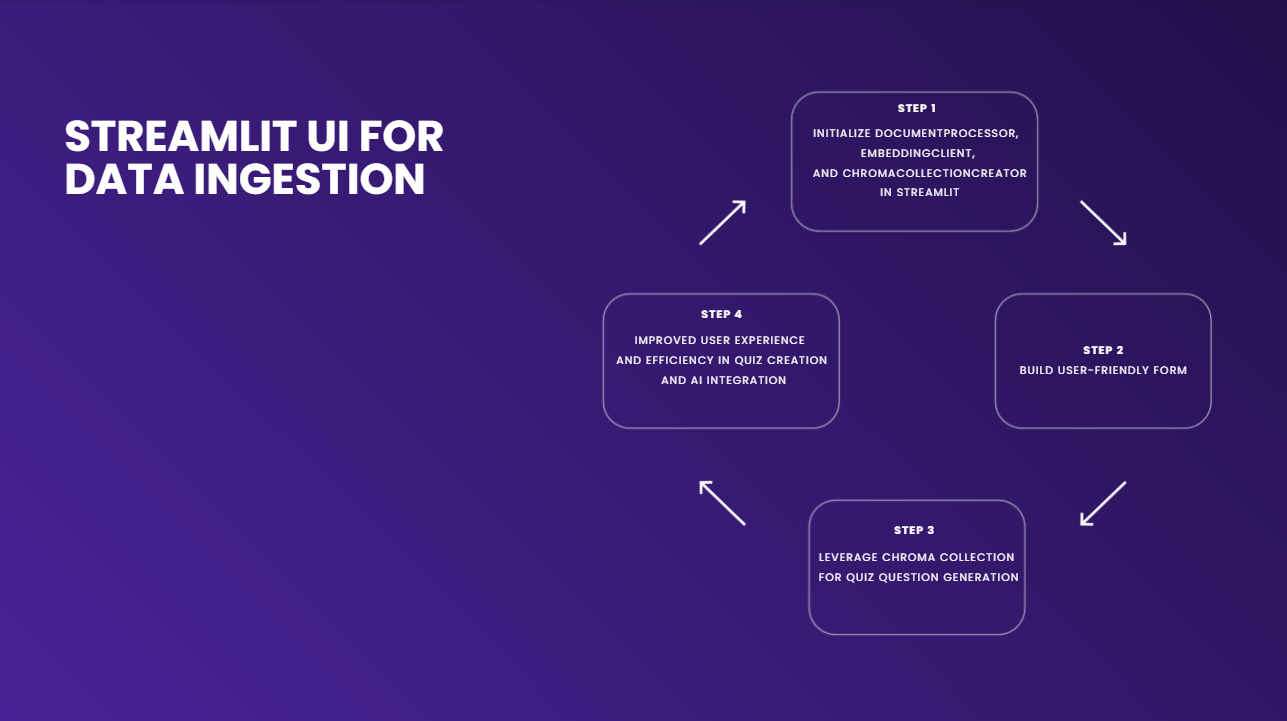 STREAMLIT UI FOR
DATA INGESTION
STEP 1
INITIALIZE DOCUMENTPROCESSOR,
EMBEDDINGCLIENT,
AND CHROMACOLLECTIONCREATOR
IN STREAMLIT
STEP 2
BUILD USER-FRIENDLY FORM
STEP 3
LEVERAGE CHROMA COLLECTION
FOR QUIZ QUESTION GENERATION
STEP 4
IMPROVED USER EXPERIENCE
AND EFFICIENCY IN QUIZ CREATION
AND AI INTEGRATION